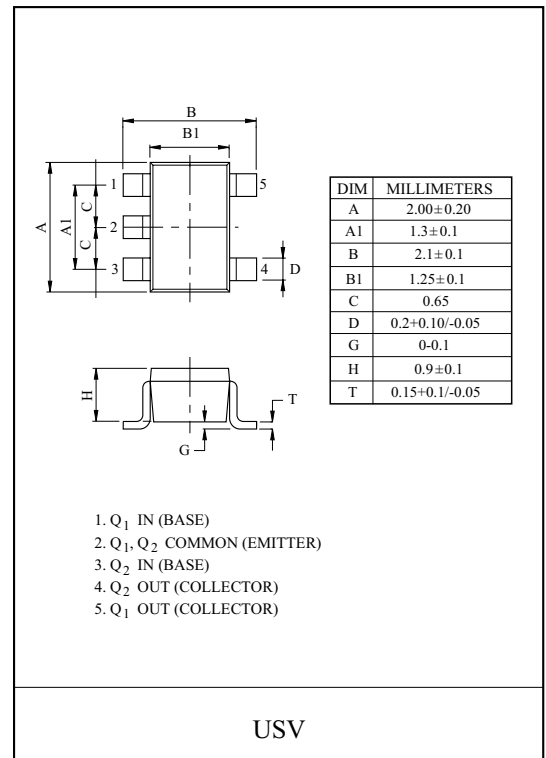 B
B1
1
5
A
A1
C
C
2
3
4
D
H
T
G
DIM MILLIMETERS
A 2.00±0.20
A1 1.3±0.1
B 2.1±0.1
B1 1.25±0.1
C 0.65
D 0.2+0.10/-0.05
G 0-0.1
H 0.9±0.1
T 0.15+0.1/-0.05
1. Q1 IN (BASE)
2. Q1, Q2 COMMON (EMITTER)
3. Q2 IN (BASE)
4. Q2 OUT (COLLECTOR)
5. Q1 OUT (COLLECTOR)
USV